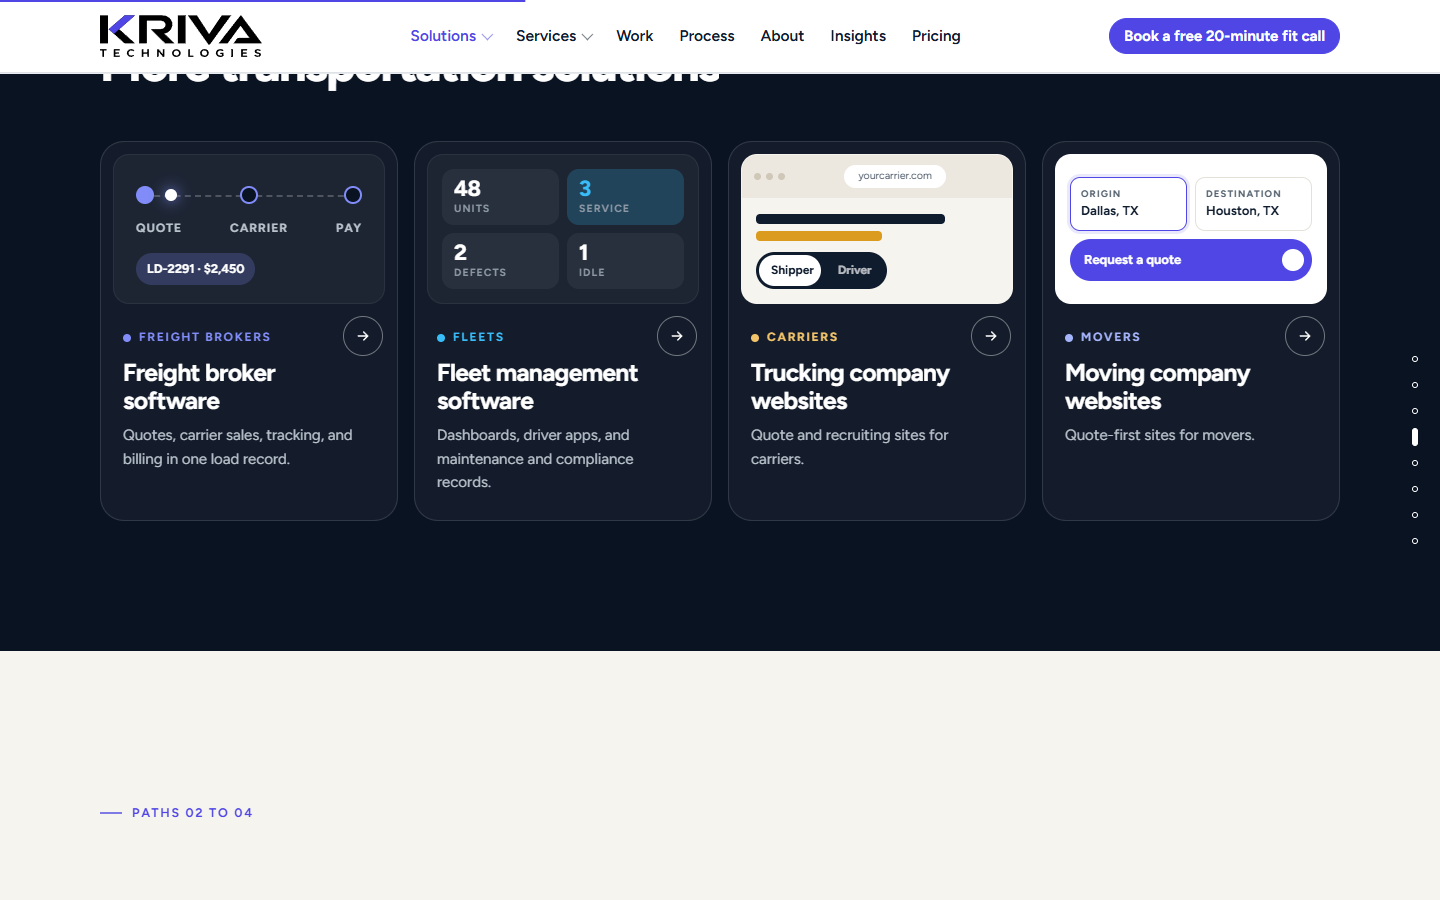 KRIVA
TECHNOLOGIES
Solutions
Services
Work
Process
About
Insights
Pricing
Book a free 20-minute fit call
More transportation solutions
QUOTE
CARRIER
PAY
LD-2291 · $2,450
FREIGHT BROKERS
Freight broker
software
Quotes, carrier sales, tracking, and
billing in one load record.
48
UNITS
3
SERVICE
2
DEFECTS
1
IDLE
FLEETS
Fleet management
software
Dashboards, driver apps, and
maintenance and compliance
records.
yourcarrier.com
Shipper
Driver
CARRIERS
Trucking company
websites
Quote and recruiting sites for
carriers.
ORIGIN
Dallas, TX
DESTINATION
Houston, TX
Request a quote
MOVERS
Moving company
websites
Quote-first sites for movers.
PATHS 02 TO 04